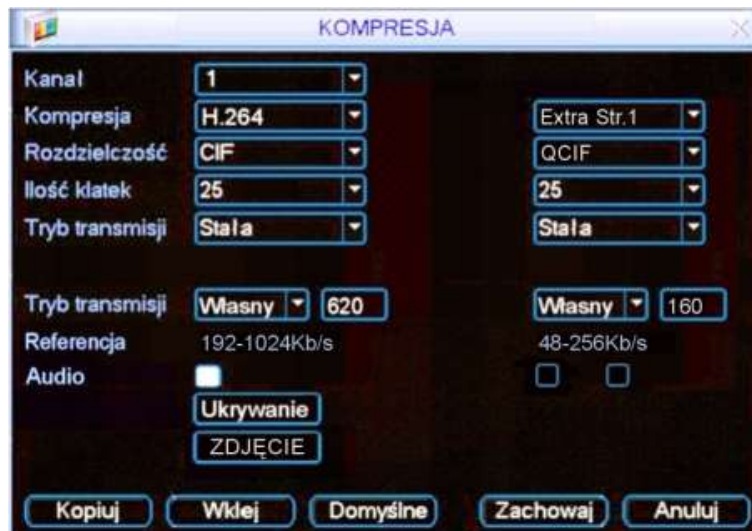 KOMPRESJA
Kanał 1
Kompresja H.264 Extra Str.1
Rozdzielczość CIF QCIF
Ilość klatek 25 25
Tryb transmisji Stała Stała
Tryb transmisji Własny 620 Własny 160
Referencja 192-1024Kb/s 48-256Kb/s
Audio
Ukrywanie
ZDJĘCIE
Kopiuj Wklej Domyślne Zachowaj Anuluj